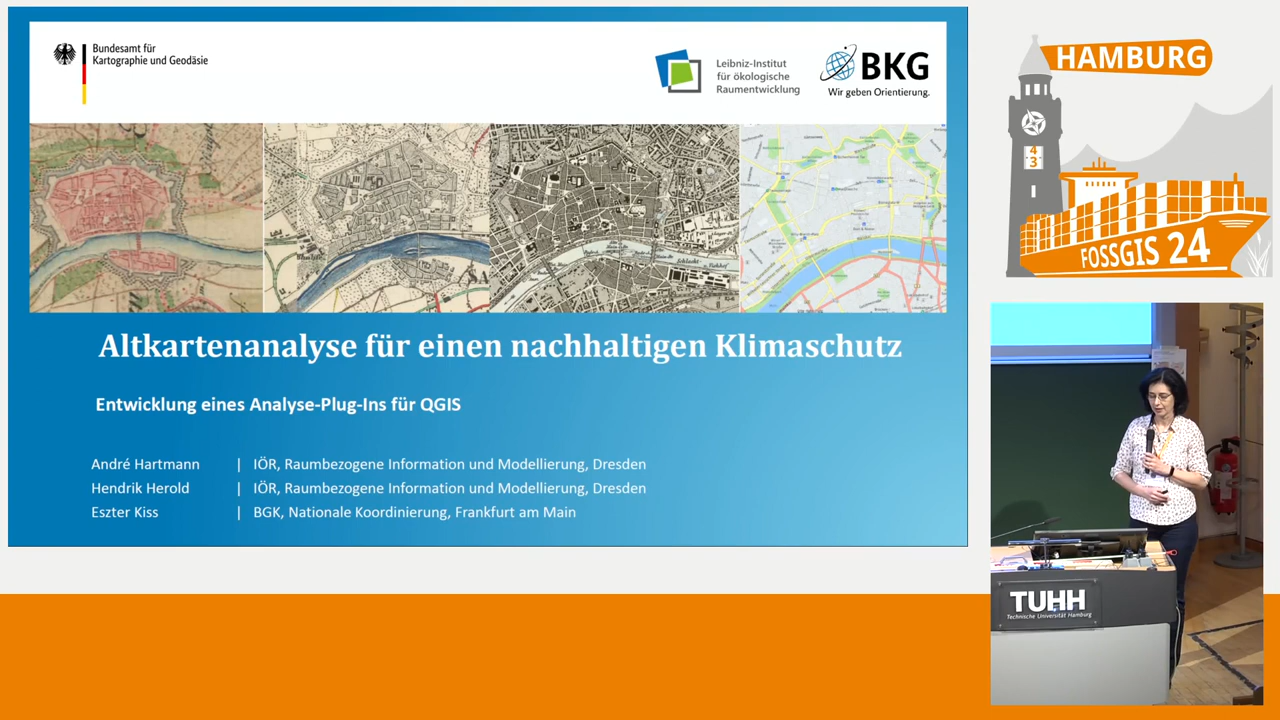 Bundesamt für
Kartographie und Geodäsie
Leibniz-Institut
für ökologische
Raumentwicklung
BKG
Wir geben Orientierung.
Altkartenanalyse für einen nachhaltigen Klimaschutz
Entwicklung eines Analyse-Plug-Ins für QGIS
André Hartmann | IÖR, Raumbezogene Information und Modellierung, Dresden
Hendrik Herold | IÖR, Raumbezogene Information und Modellierung, Dresden
Eszter Kiss | BGK, Nationale Koordinierung, Frankfurt am Main
HAMBURG
4
3
FOSSGIS 24
TUHH
Technische Universität Hamburg